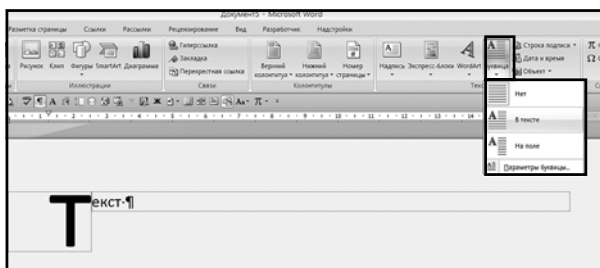 Документ5 - Microsoft Word
Разметка страницы Ссылки Рассылки Рецензирование Вид Разработчик Надстройки
Рисунок Клип Фигуры SmartArt Диаграмма
Гиперссылка
Закладка
Перекрестная ссылка
Верхний колонтитул Нижний колонтитул Номер страницы
Надпись Экспресс-блоки WordArt Буквица
Строка подписи
Дата и время
Объект
Иллюстрации Связи Колонтитулы Текс
Нет
В тексте
На поле
Параметры буквицы...
Текст·¶